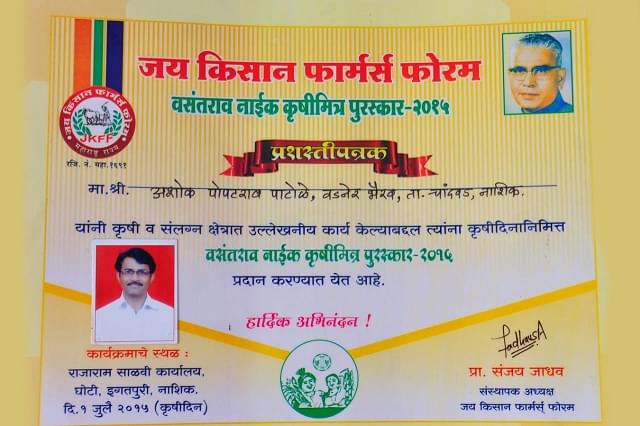 जय किसान फार्मर्स फोरम
वसंतराव नाईक कृषीमित्र पुरस्कार-२०१५
जय किसान फार्मर्स फोरम
JKFF
महाराष्ट्र राज्य
रजि. नं. महा.१६९१
प्रशस्तीपत्रक
मा.श्री. अशोक पोपटराव पाटोळे, वडनेर भैरव, ता. चांदवड, नाशिक.
यांनी कृषी व संलग्न क्षेत्रात उल्लेखनीय कार्य केल्याबद्दल त्यांना कृषीदिनानिमित्त
वसंतराव नाईक कृषीमित्र पुरस्कार-२०१५
प्रदान करण्यात येत आहे.
हार्दिक अभिनंदन !
कार्यक्रमाचे स्थळ :
राजाराम साळवी कार्यालय,
घोटी, इगतपुरी, नाशिक.
दि.१ जुलै २०१५ (कृषीदिन)
प्रा. संजय जाधव
संस्थापक अध्यक्ष
जय किसान फार्मर्स् फोरम